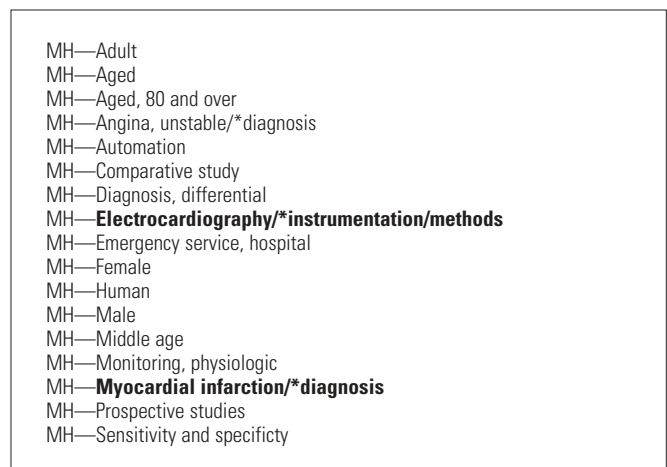 MH—Adult
MH—Aged
MH—Aged, 80 and over
MH—Angina, unstable/*diagnosis
MH—Automation
MH—Comparative study
MH—Diagnosis, differential
MH—Electrocardiography/*instrumentation/methods
MH—Emergency service, hospital
MH—Female
MH—Human
MH—Male
MH—Middle age
MH—Monitoring, physiologic
MH—Myocardial infarction/*diagnosis
MH—Prospective studies
MH—Sensitivity and specificty